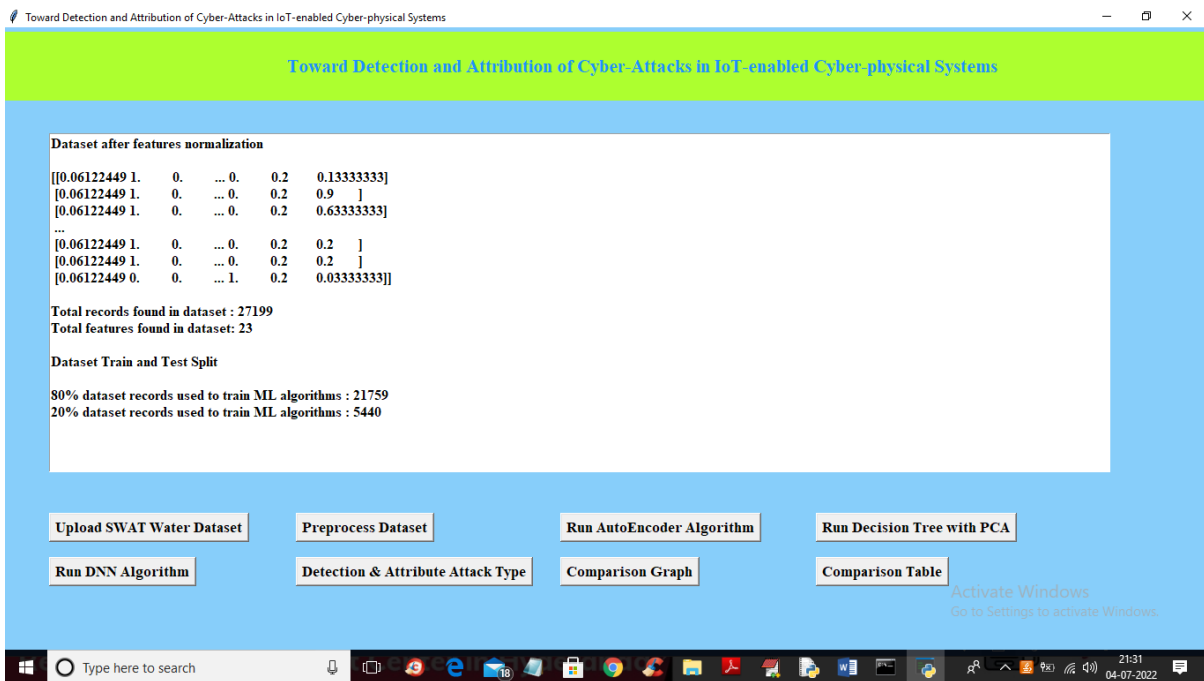 Toward Detection and Attribution of Cyber-Attacks in IoT-enabled Cyber-physical Systems
Toward Detection and Attribution of Cyber-Attacks in IoT-enabled Cyber-physical Systems
Dataset after features normalization
[[0.06122449 1. 0. ... 0. 0.2 0.13333333]
[0.06122449 1. 0. ... 0. 0.2 0.9 ]
[0.06122449 1. 0. ... 0. 0.2 0.63333333]
...
[0.06122449 1. 0. ... 0. 0.2 0.2 ]
[0.06122449 1. 0. ... 0. 0.2 0.2 ]
[0.06122449 0. 0. ... 1. 0.2 0.03333333]]
Total records found in dataset : 27199
Total features found in dataset: 23
Dataset Train and Test Split
80% dataset records used to train ML algorithms : 21759
20% dataset records used to train ML algorithms : 5440
Upload SWAT Water Dataset Preprocess Dataset Run AutoEncoder Algorithm Run Decision Tree with PCA
Run DNN Algorithm Detection & Attribute Attack Type Comparison Graph Comparison Table
Activate Windows
Go to Settings to activate Windows.
Type here to search
18
21:31
04-07-2022